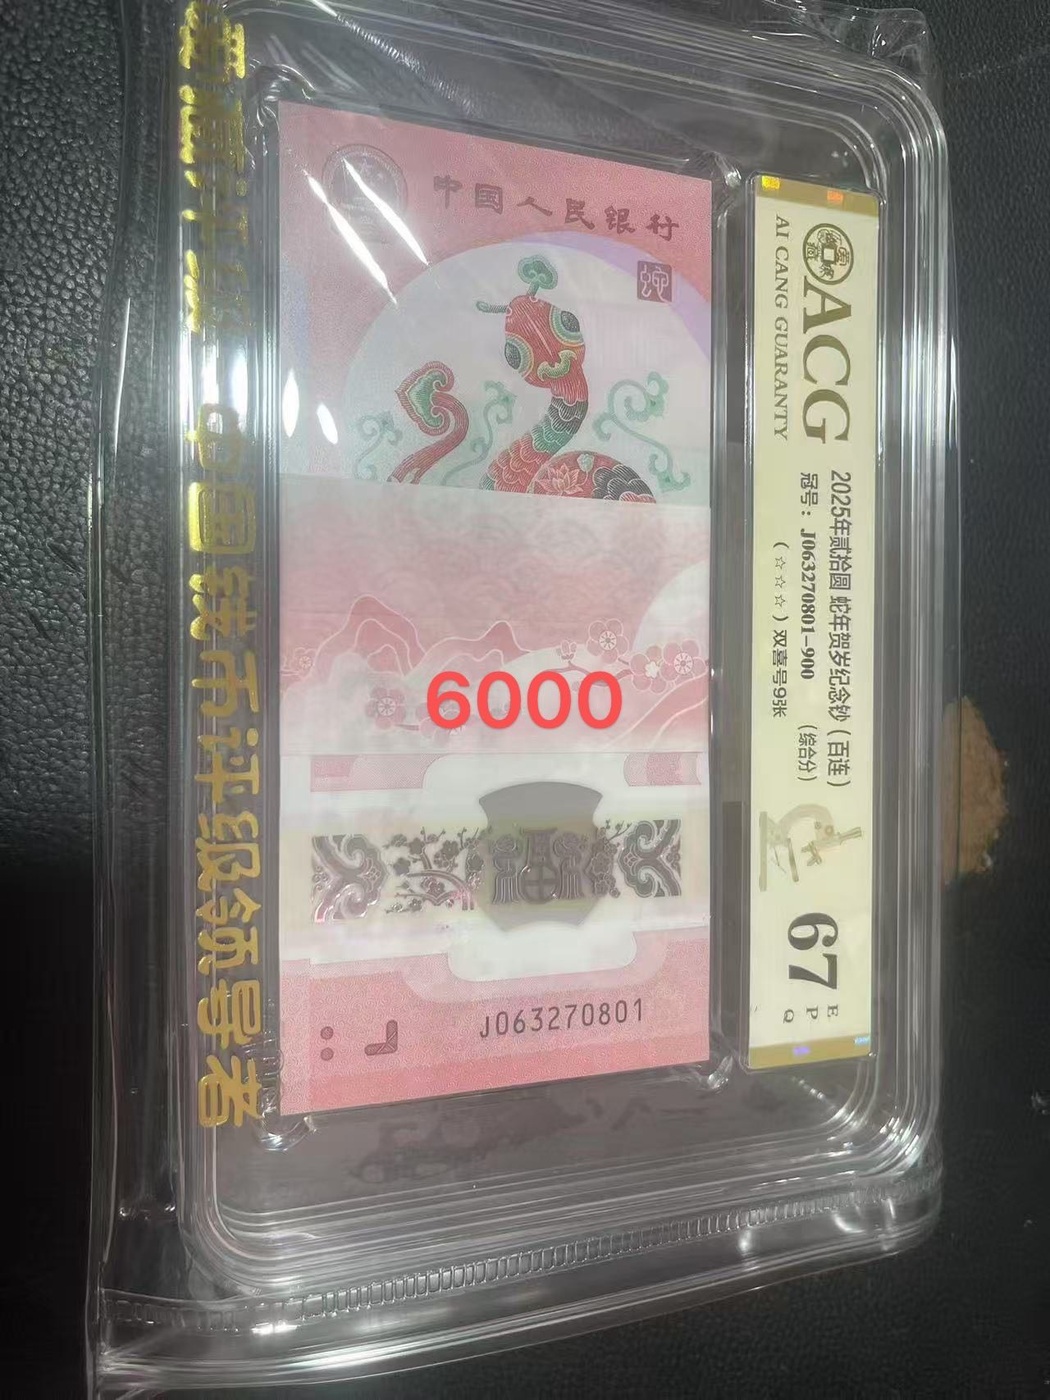 中国人民银行
6000
J063270801
ACG
AI CANG GUARANTY
2025年贰拾圆 蛇年贺岁纪念钞（百连）
冠号：J063270801-900 （综合分）
（☆☆☆）双喜号9张
67
EPQ
中国钱币评级领导者